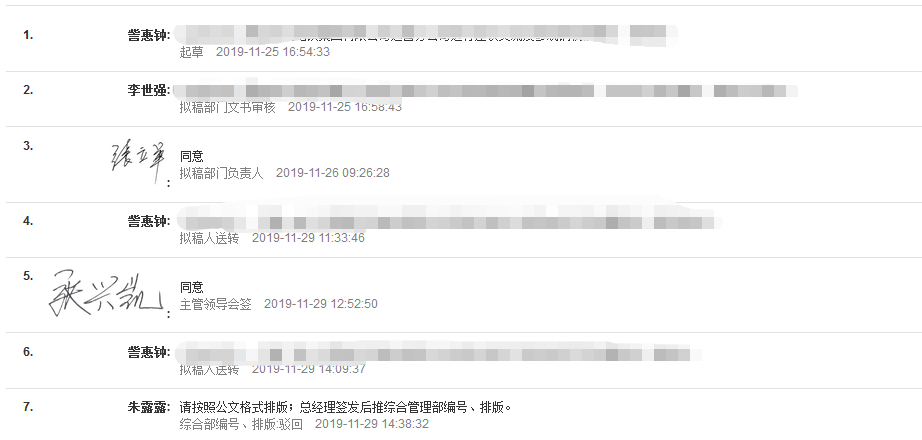 1. 訾惠钟:
起草 2019-11-25 16:54:33
2. 李世强:
拟稿部门文书审核 2019-11-25 16:58:43
3. 张立军: 同意
拟稿部门负责人 2019-11-26 09:26:28
4. 訾惠钟:
拟稿人送转 2019-11-29 11:33:46
5. 张兴凯: 同意
主管领导会签 2019-11-29 12:52:50
6. 訾惠钟:
拟稿人送转 2019-11-29 14:09:37
7. 朱露露: 请按照公文格式排版；总经理签发后推综合管理部编号、排版。
综合部编号、排版:驳回 2019-11-29 14:38:32